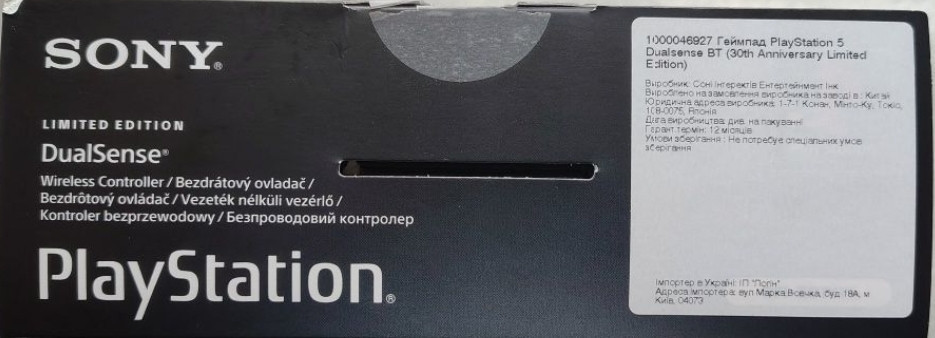 SONY®
LIMITED EDITION
DualSense®
Wireless Controller / Bezdrátový ovladač /
Bezdrôtový ovládač / Vezeték nélküli vezérlő /
Kontroler bezprzewodowy / Безпроводовий контролер
PlayStation®
1000046927 Геймпад PlayStation 5
Dualsense BT (30th Anniversary Limited
Edition)
Виробник: Соні Інтерактів Ентертейнмент Інк
Вироблено на замовлення виробника на заводі в : Китай
Юридична адреса виробника: 1-7-1 Конан, Мінто-Ку, Токіо,
108-0075, Японія
Дата виробництва: див. на пакуванні
Гарант.термін: 12 місяців
Умови зберігання : Не потребує спеціальних умов
зберігання
Імпортер в Україні: ІП "Логін"
Адреса імпортера: вул Марка Вовчка, буд. 18А, м
Київ, 04073